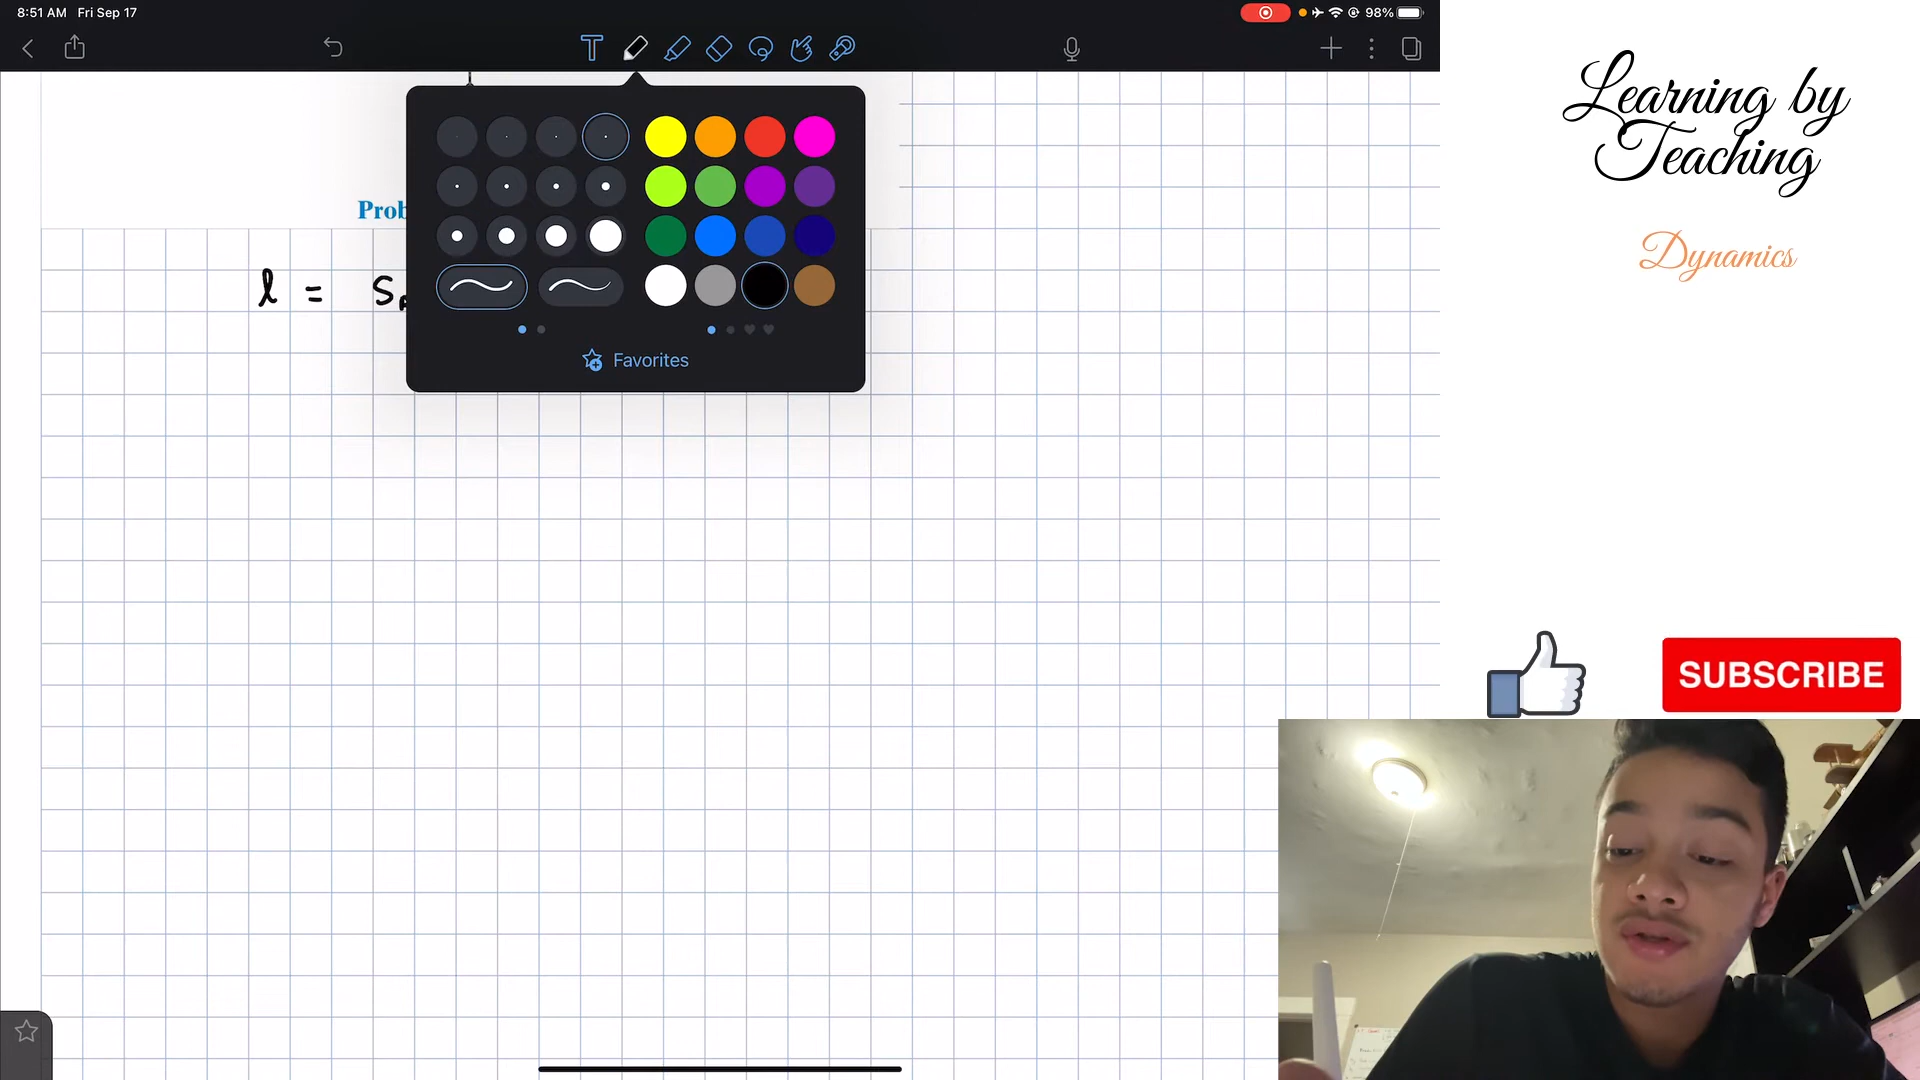 8:51 AM Fri Sep 17
98%
T
Learning by
Teaching
Dynamics
Prob
l = S
Favorites
SUBSCRIBE